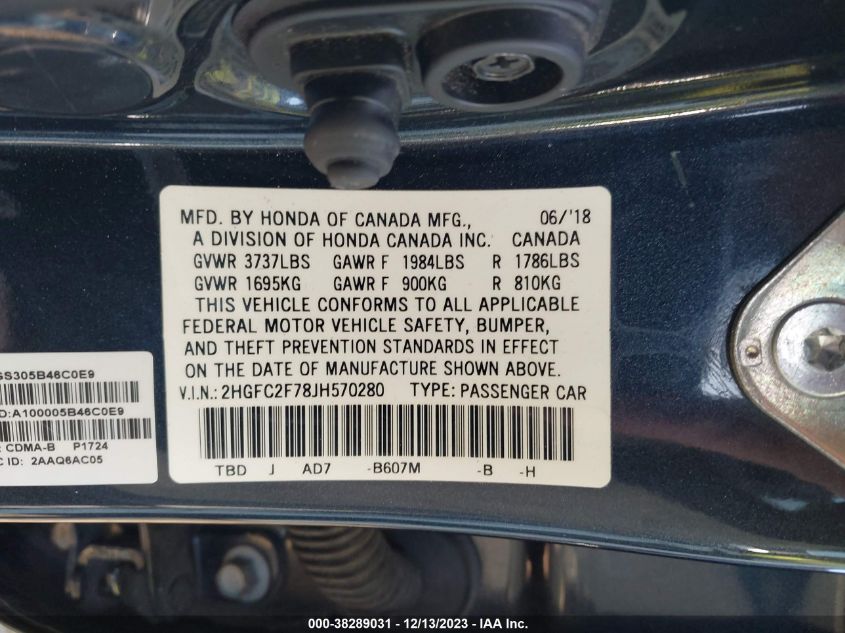 MFD. BY HONDA OF CANADA MFG., 06/'18
A DIVISION OF HONDA CANADA INC. CANADA
GVWR 3737LBS GAWR F 1984LBS R 1786LBS
GVWR 1695KG GAWR F 900KG R 810KG
THIS VEHICLE CONFORMS TO ALL APPLICABLE
FEDERAL MOTOR VEHICLE SAFETY, BUMPER,
AND THEFT PREVENTION STANDARDS IN EFFECT
ON THE DATE OF MANUFACTURE SHOWN ABOVE.
V.I.N.: 2HGFC2F78JH570280 TYPE: PASSENGER CAR
TBD J AD7 -B607M -B -H
GS305B46C0E9
D:A100005B46C0E9
: CDMA-B P1724
C ID: 2AAQ6AC05
000-38289031 - 12/13/2023 - IAA Inc.